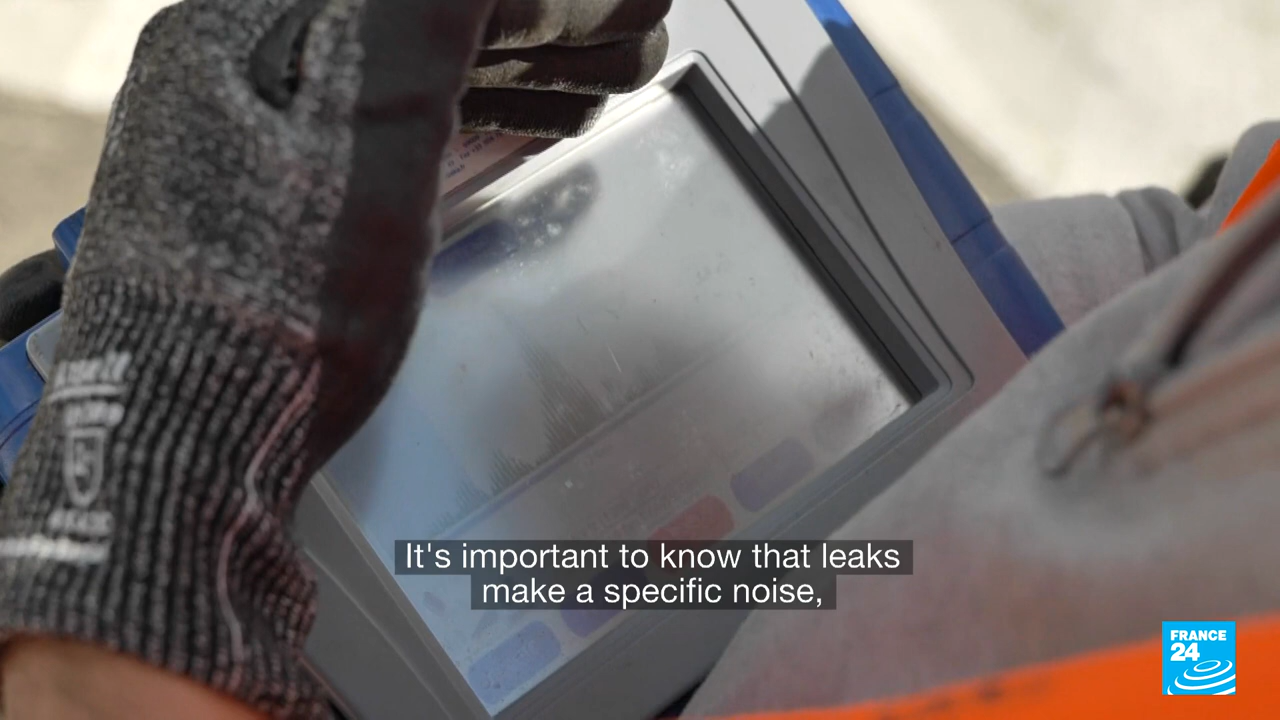 It's important to know that leaks
make a specific noise,
FRANCE
24